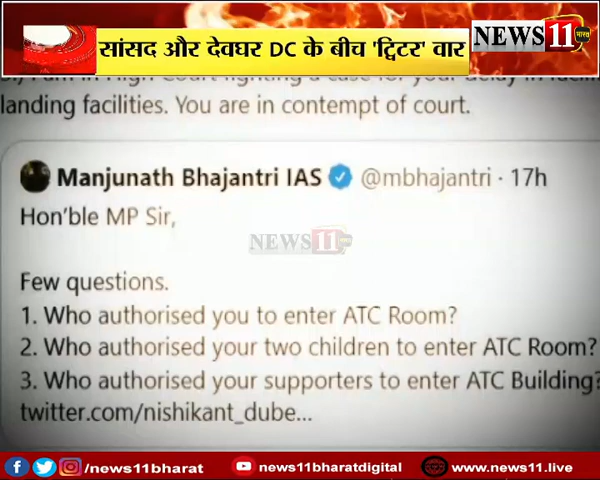 सांसद और देवघर DC के बीच 'ट्विटर' वार
NEWS 11 भारत
landing facilities. You are in contempt of court.
Manjunath Bhajantri IAS @mbhajantri · 17h
Hon'ble MP Sir,
NEWS11
Few questions.
1. Who authorised you to enter ATC Room?
2. Who authorised your two children to enter ATC Room?
3. Who authorised your supporters to enter ATC Building?
twitter.com/nishikant_dube...
/news11bharat
/news11bharatdigital
www.news11.live